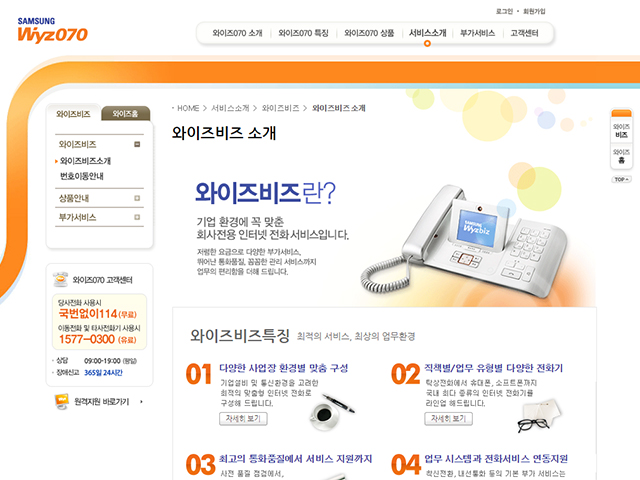 로그인 • 회원가입
SAMSUNG
Wyz070
와이즈070 소개
와이즈070 특징
와이즈070 상품
서비스소개
부가서비스
고객센터
와이즈비즈
와이즈홈
HOME > 서비스소개 > 와이즈비즈 > 와이즈비즈 소개
와이즈비즈 소개
와이즈비즈
와이즈비즈소개
번호이동안내
상품안내
부가서비스
와이즈
비즈
와이즈
홈
TOP
와이즈비즈란?
기업 환경에 꼭 맞춘
회사전용 인터넷 전화 서비스입니다.
저렴한 요금으로 다양한 부가서비스,
뛰어난 통화품질, 꼼꼼한 관리 서비스까지
업무의 편리함을 더해 드립니다.
SAMSUNG
Wyzbiz
와이즈070 고객센터
당사전화 사용시
국번없이114 (무료)
이동전화 및 타사전화기 사용시
1577-0300 (유료)
상담 09:00-19:00 (평일)
장애신고 365일 24시간
원격지원 바로가기
와이즈비즈특징 최적의 서비스, 최상의 업무환경
01 다양한 사업장 환경별 맞춤 구성
기업설비 및 통신환경을 고려한
최적의 맞춤형 인터넷 전화로
구성해 드립니다.
자세히 보기
02 직책별/업무 유형별 다양한 전화기
탁상전화에서 휴대폰, 소프트폰까지
국내 최다 종류의 인터넷 전화기를
라인업 해드립니다.
자세히 보기
03 최고의 통화품질에서 서비스 지원까지
사전 품질 점검에서,
04 업무 시스템과 전화서비스 연동지원
착신전환, 내선통화 등의 기본 부가 서비스는